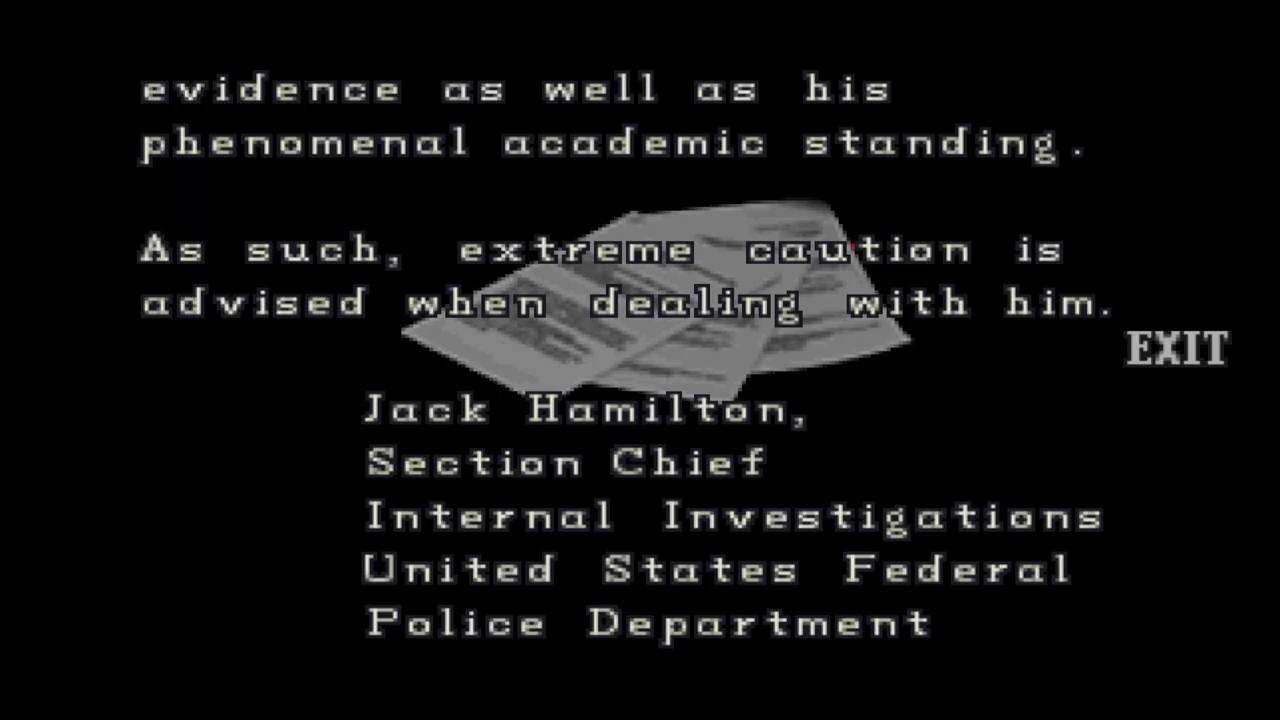 evidence as well as his
phenomenal academic standing.
As such, extreme caution is
advised when dealing with him.
EXIT
Jack Hamilton,
Section Chief
Internal Investigations
United States Federal
Police Department